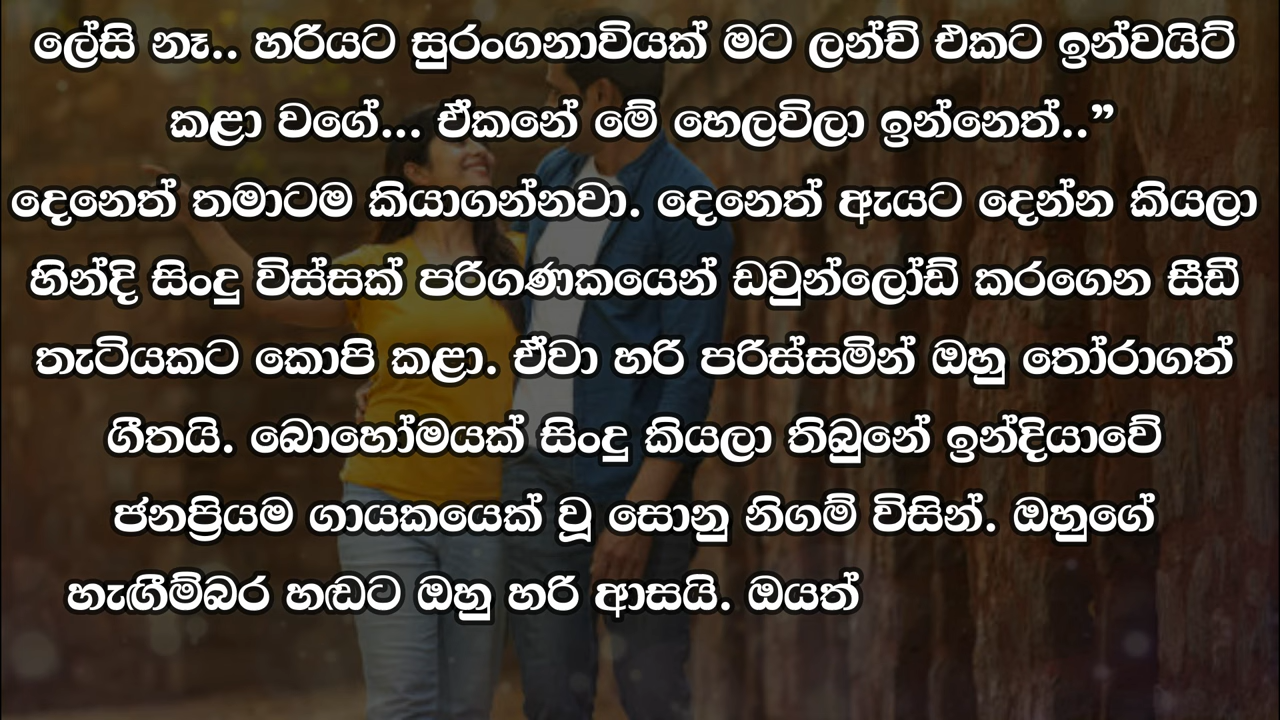 ලේසි නෑ.. හරියට සුරංගනාවියක් මට ලන්ච් එකට ඉන්වයිට්
කළා වගේ... ඒකනේ මේ හෙලවිලා ඉන්නෙත්..”
දෙනෙත් තමාටම කියාගන්නවා. දෙනෙත් ඇයට දෙන්න කියලා
හින්දි සිංදු විස්සක් පරිගණකයෙන් ඩවුන්ලෝඩ් කරගෙන සීඩී
තැටියකට කොපි කළා. ඒවා හරි පරිස්සමින් ඔහු තෝරාගත්
ගීතයි. බොහෝමයක් සිංදු කියලා තිබුනේ ඉන්දියාවේ
ජනප්‍රියම ගායකයෙක් වූ සොනු නිගම් විසින්. ඔහුගේ
හැඟීම්බර හඬට ඔහු හරි ආසයි. ඔයත්